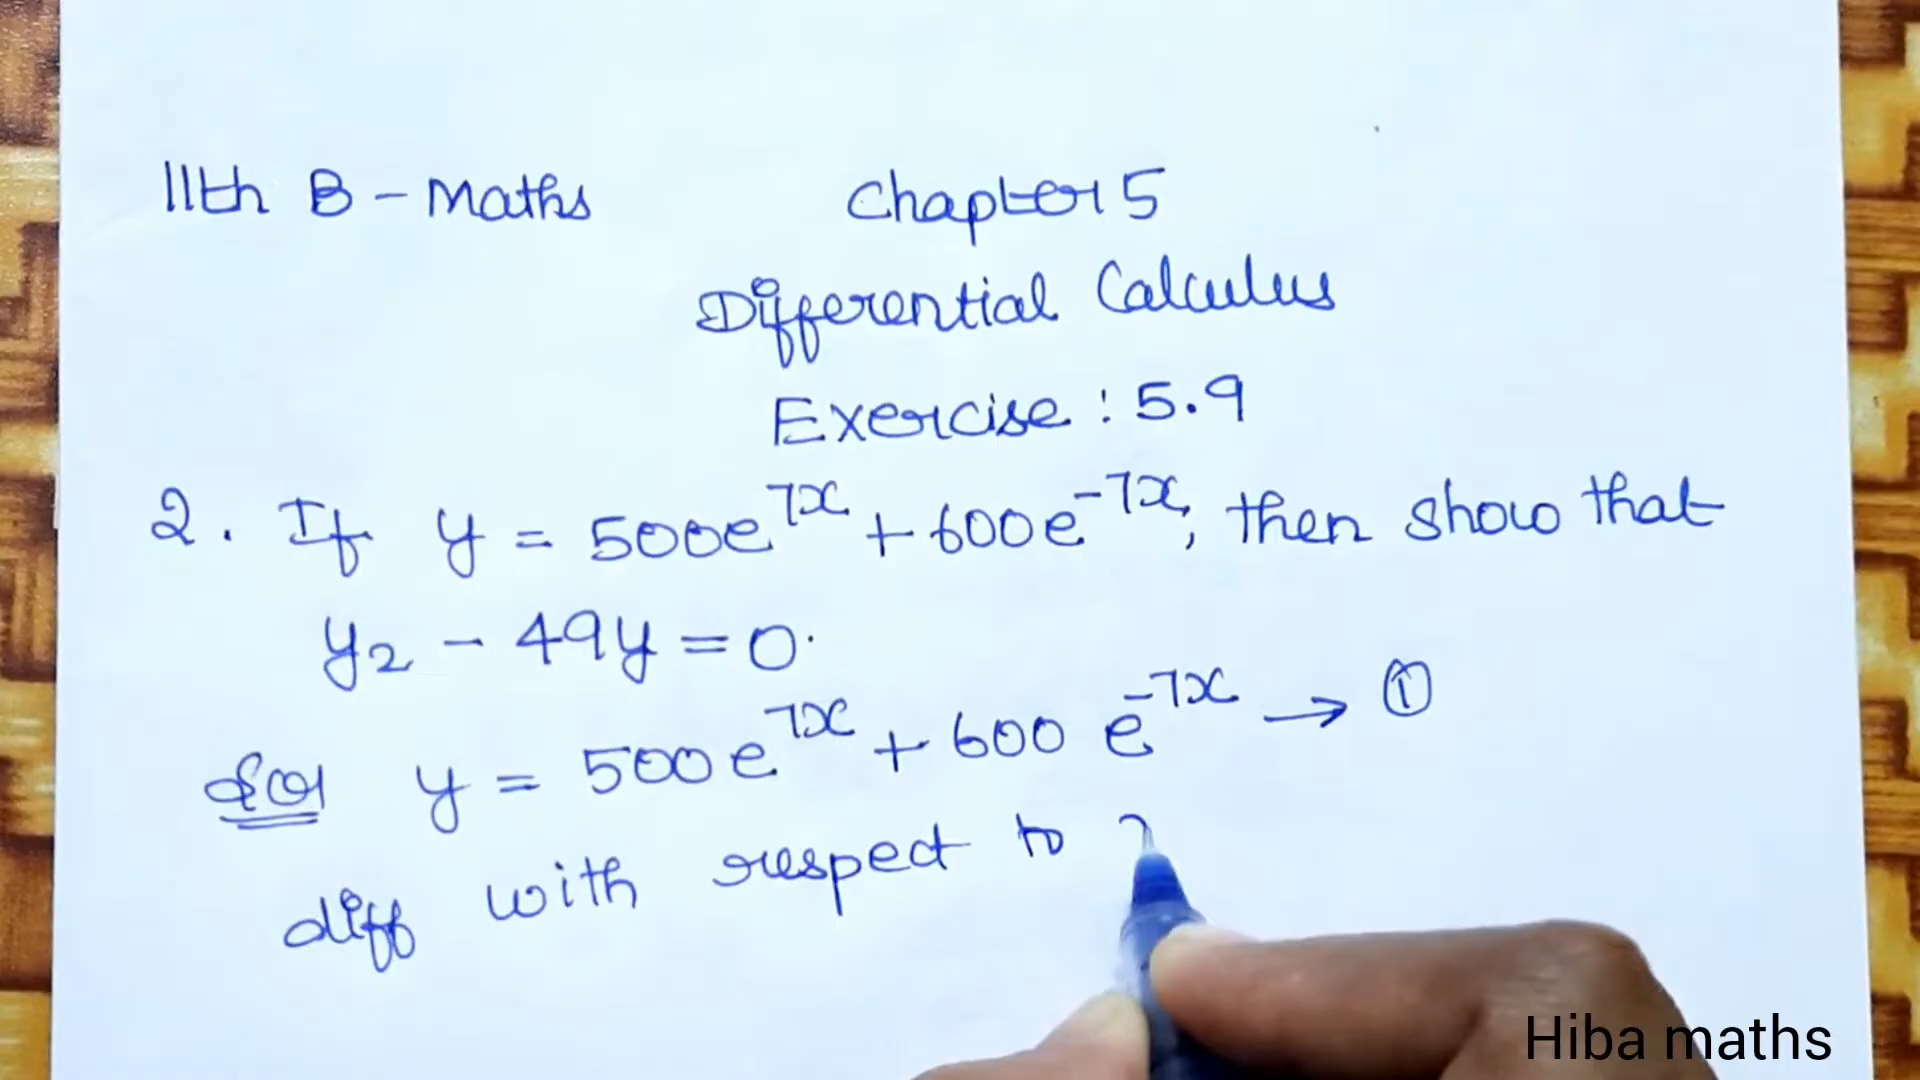 11th B - Maths Chapter 5
Differential Calculus
Exercise : 5.9
2. If y = 500e^{7x} + 600e^{-7x}, then show that
y₂ - 49y = 0.
Sol y = 500e^{7x} + 600 e^{-7x} → ①
diff with respect to
Hiba maths